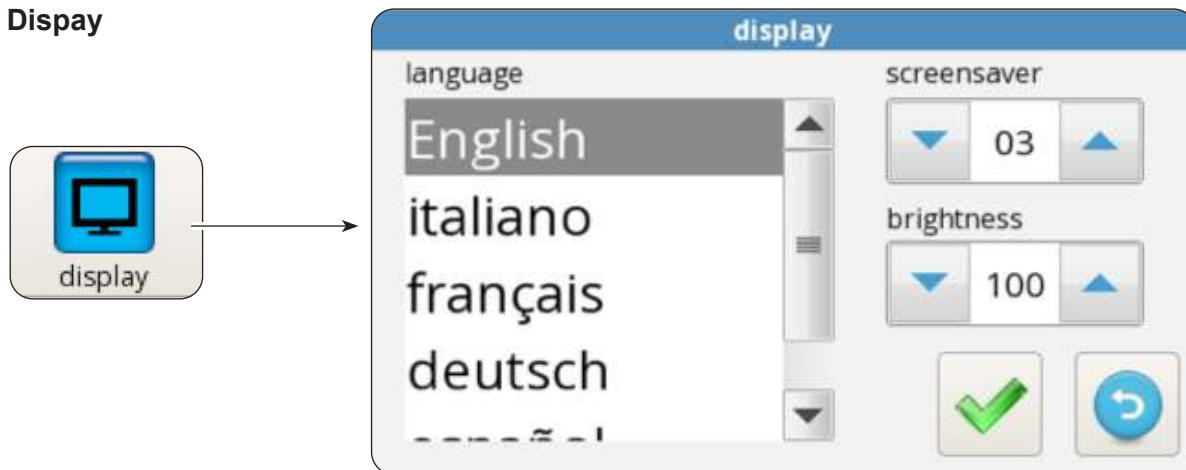 Dispay
display
display
language
English
italiano
français
deutsch
screensaver
03
brightness
100